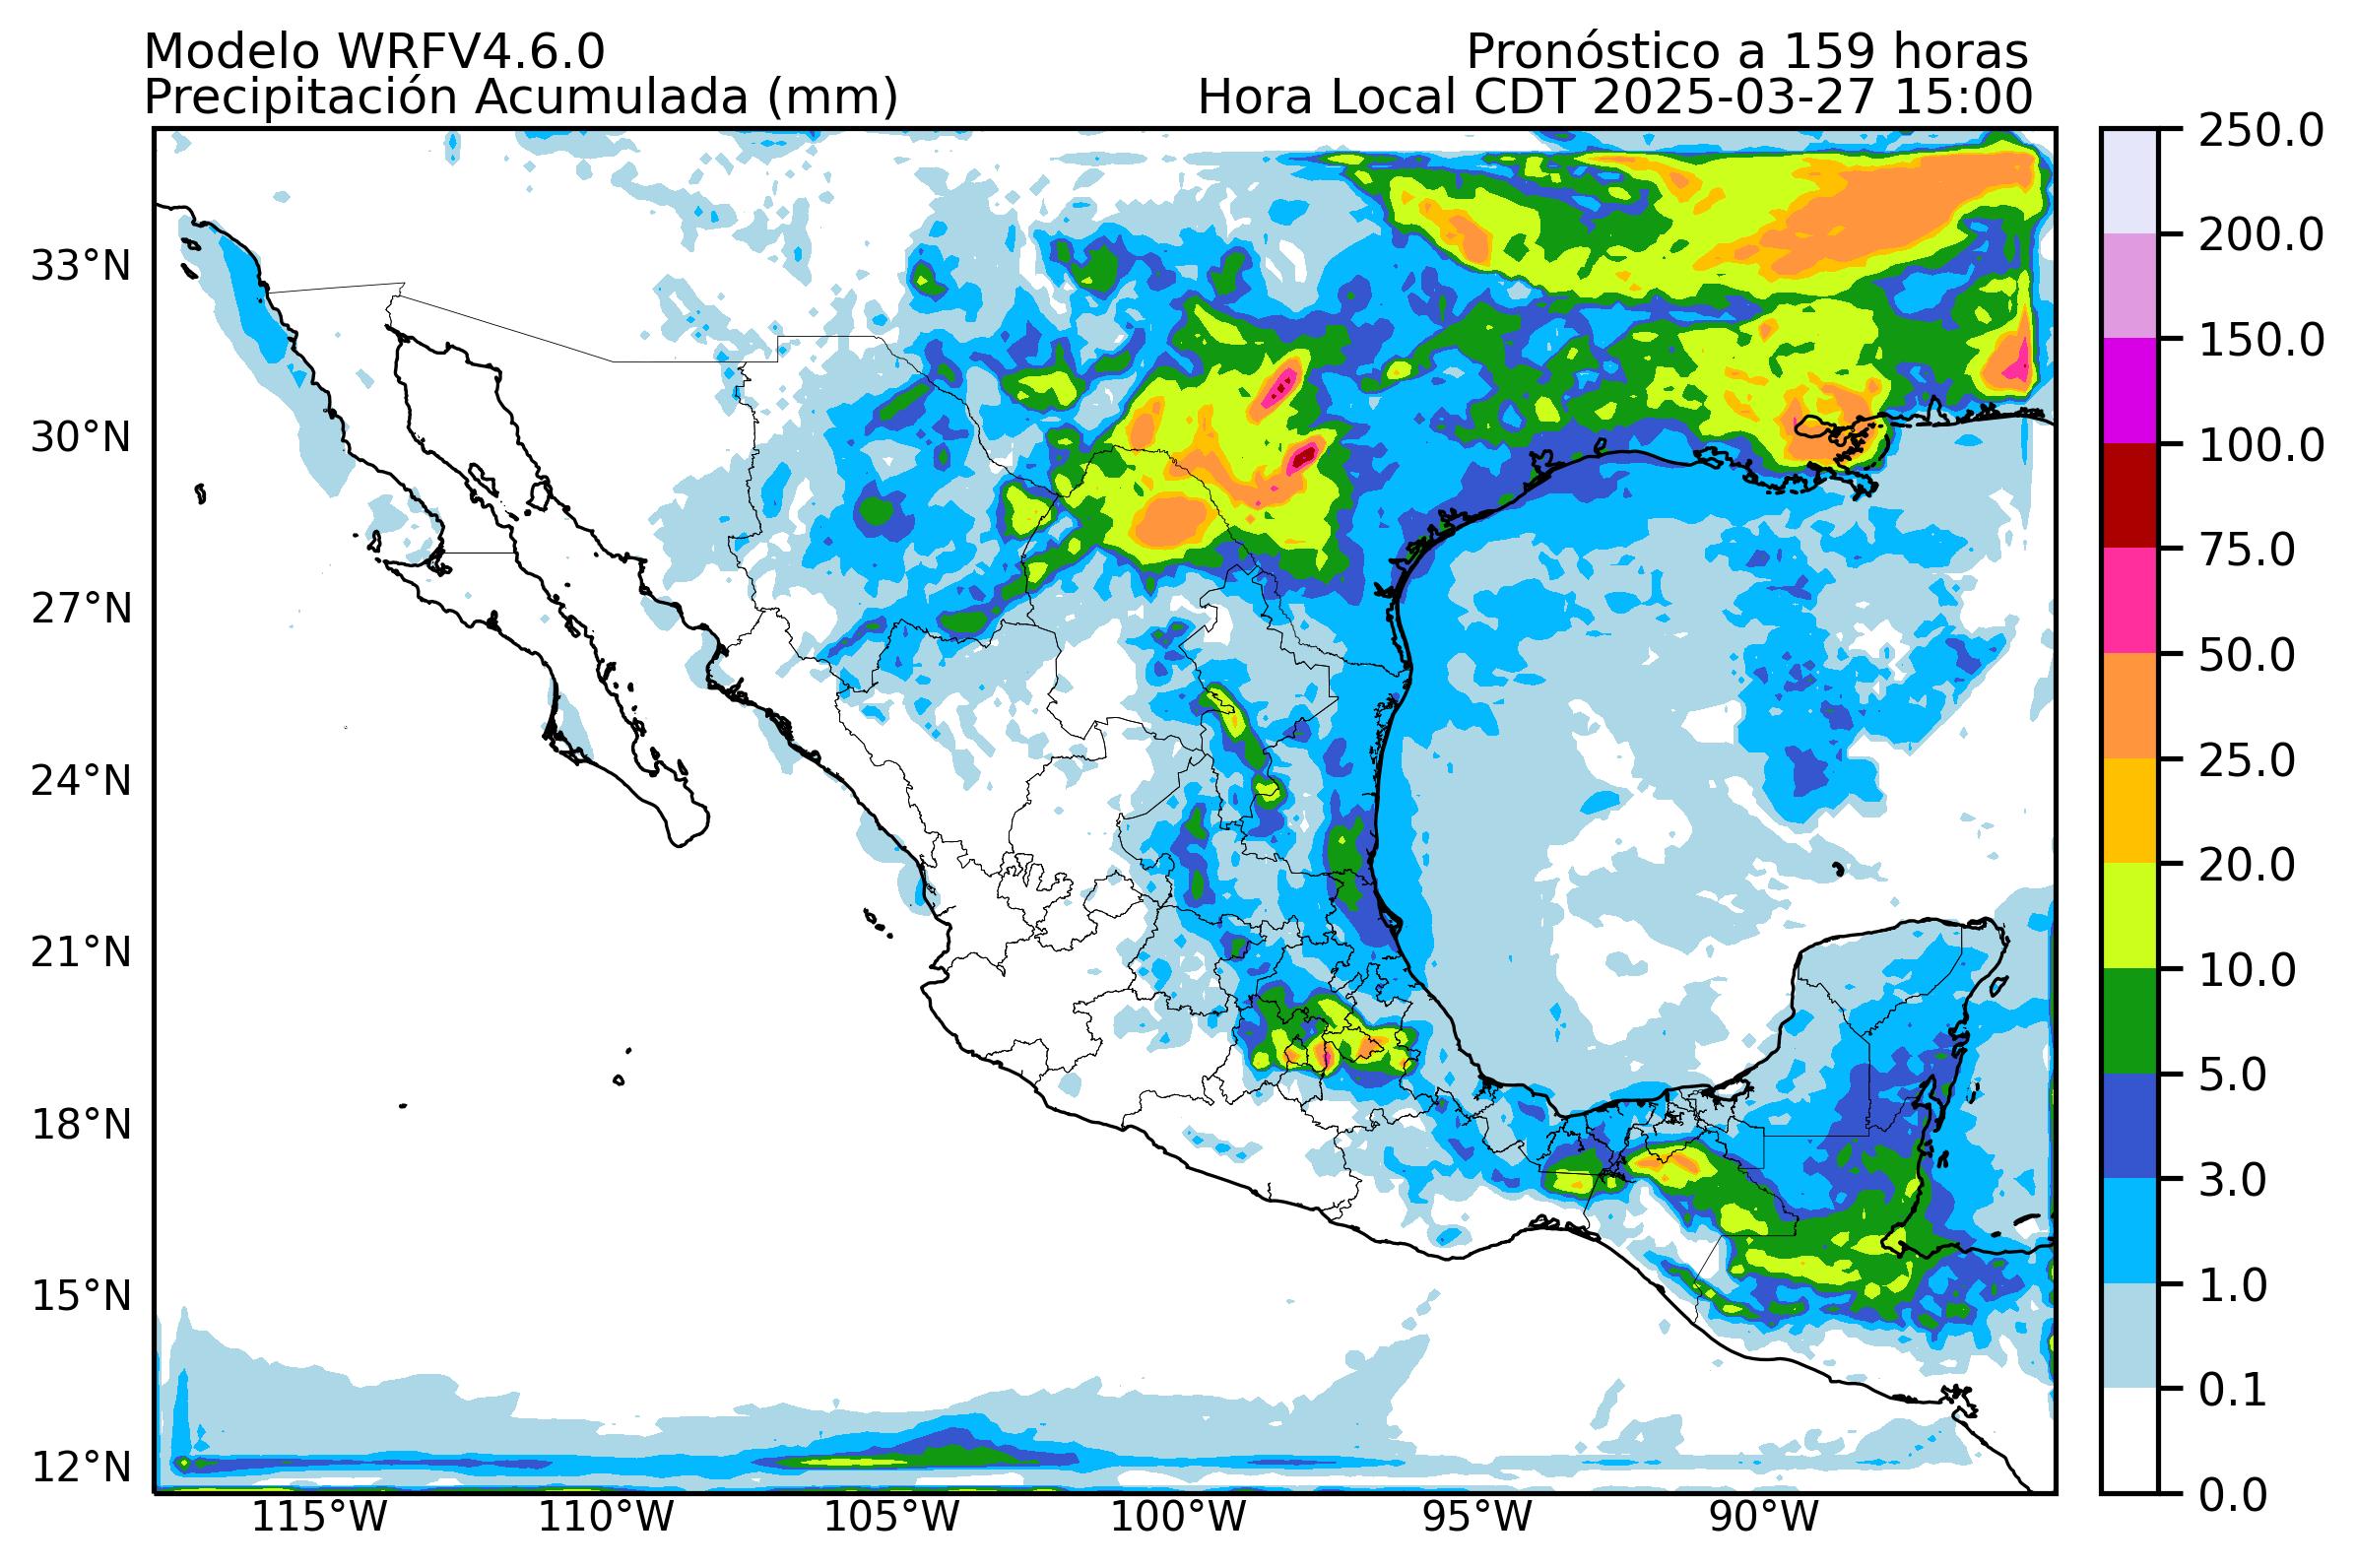 Modelo WRFV4.6.0
Pronóstico a 159 horas
Precipitación Acumulada (mm)
Hora Local CDT 2025-03-27 15:00
33°N
30°N
27°N
24°N
21°N
18°N
15°N
12°N
115°W
110°W
105°W
100°W
95°W
90°W
250.0
200.0
150.0
100.0
75.0
50.0
25.0
20.0
10.0
5.0
3.0
1.0
0.1
0.0